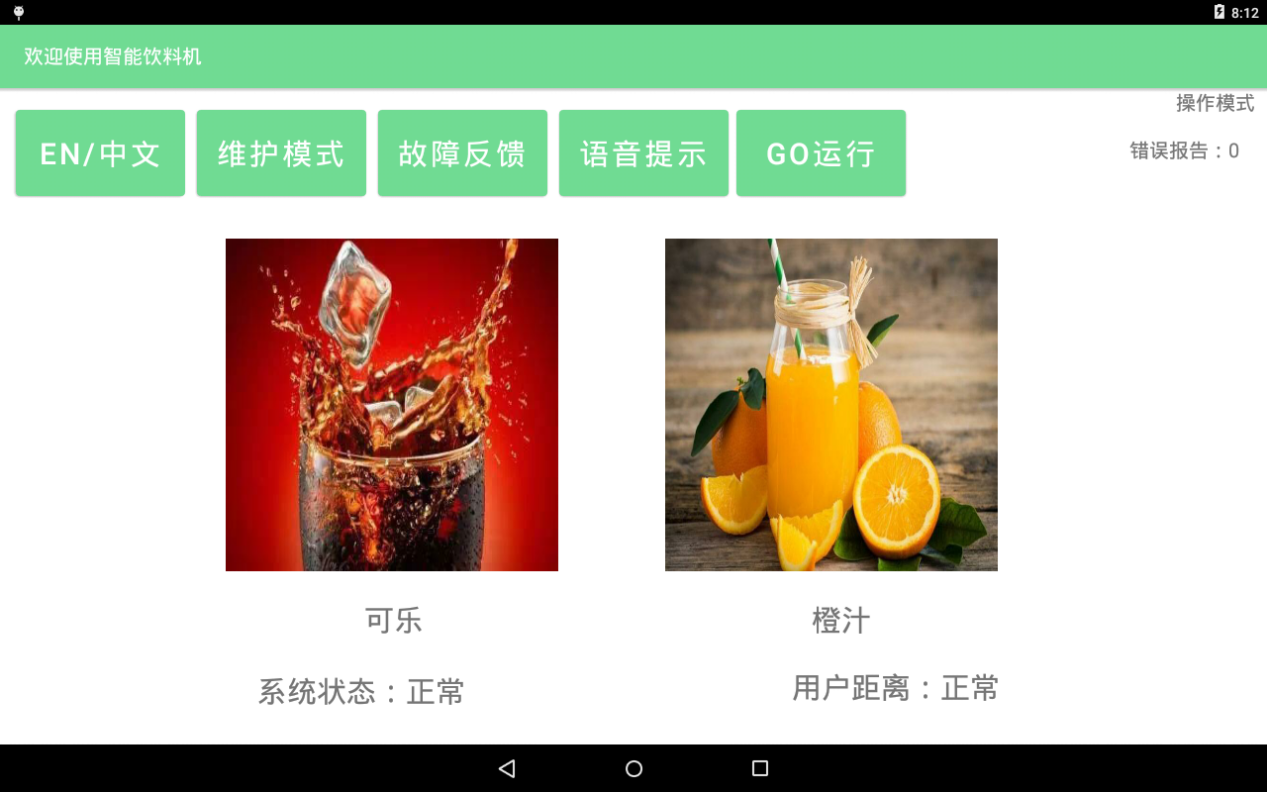 8:12
欢迎使用智能饮料机
操作模式
EN/中文 维护模式 故障反馈 语音提示 GO运行
错误报告：0
可乐 橙汁
系统状态：正常 用户距离：正常